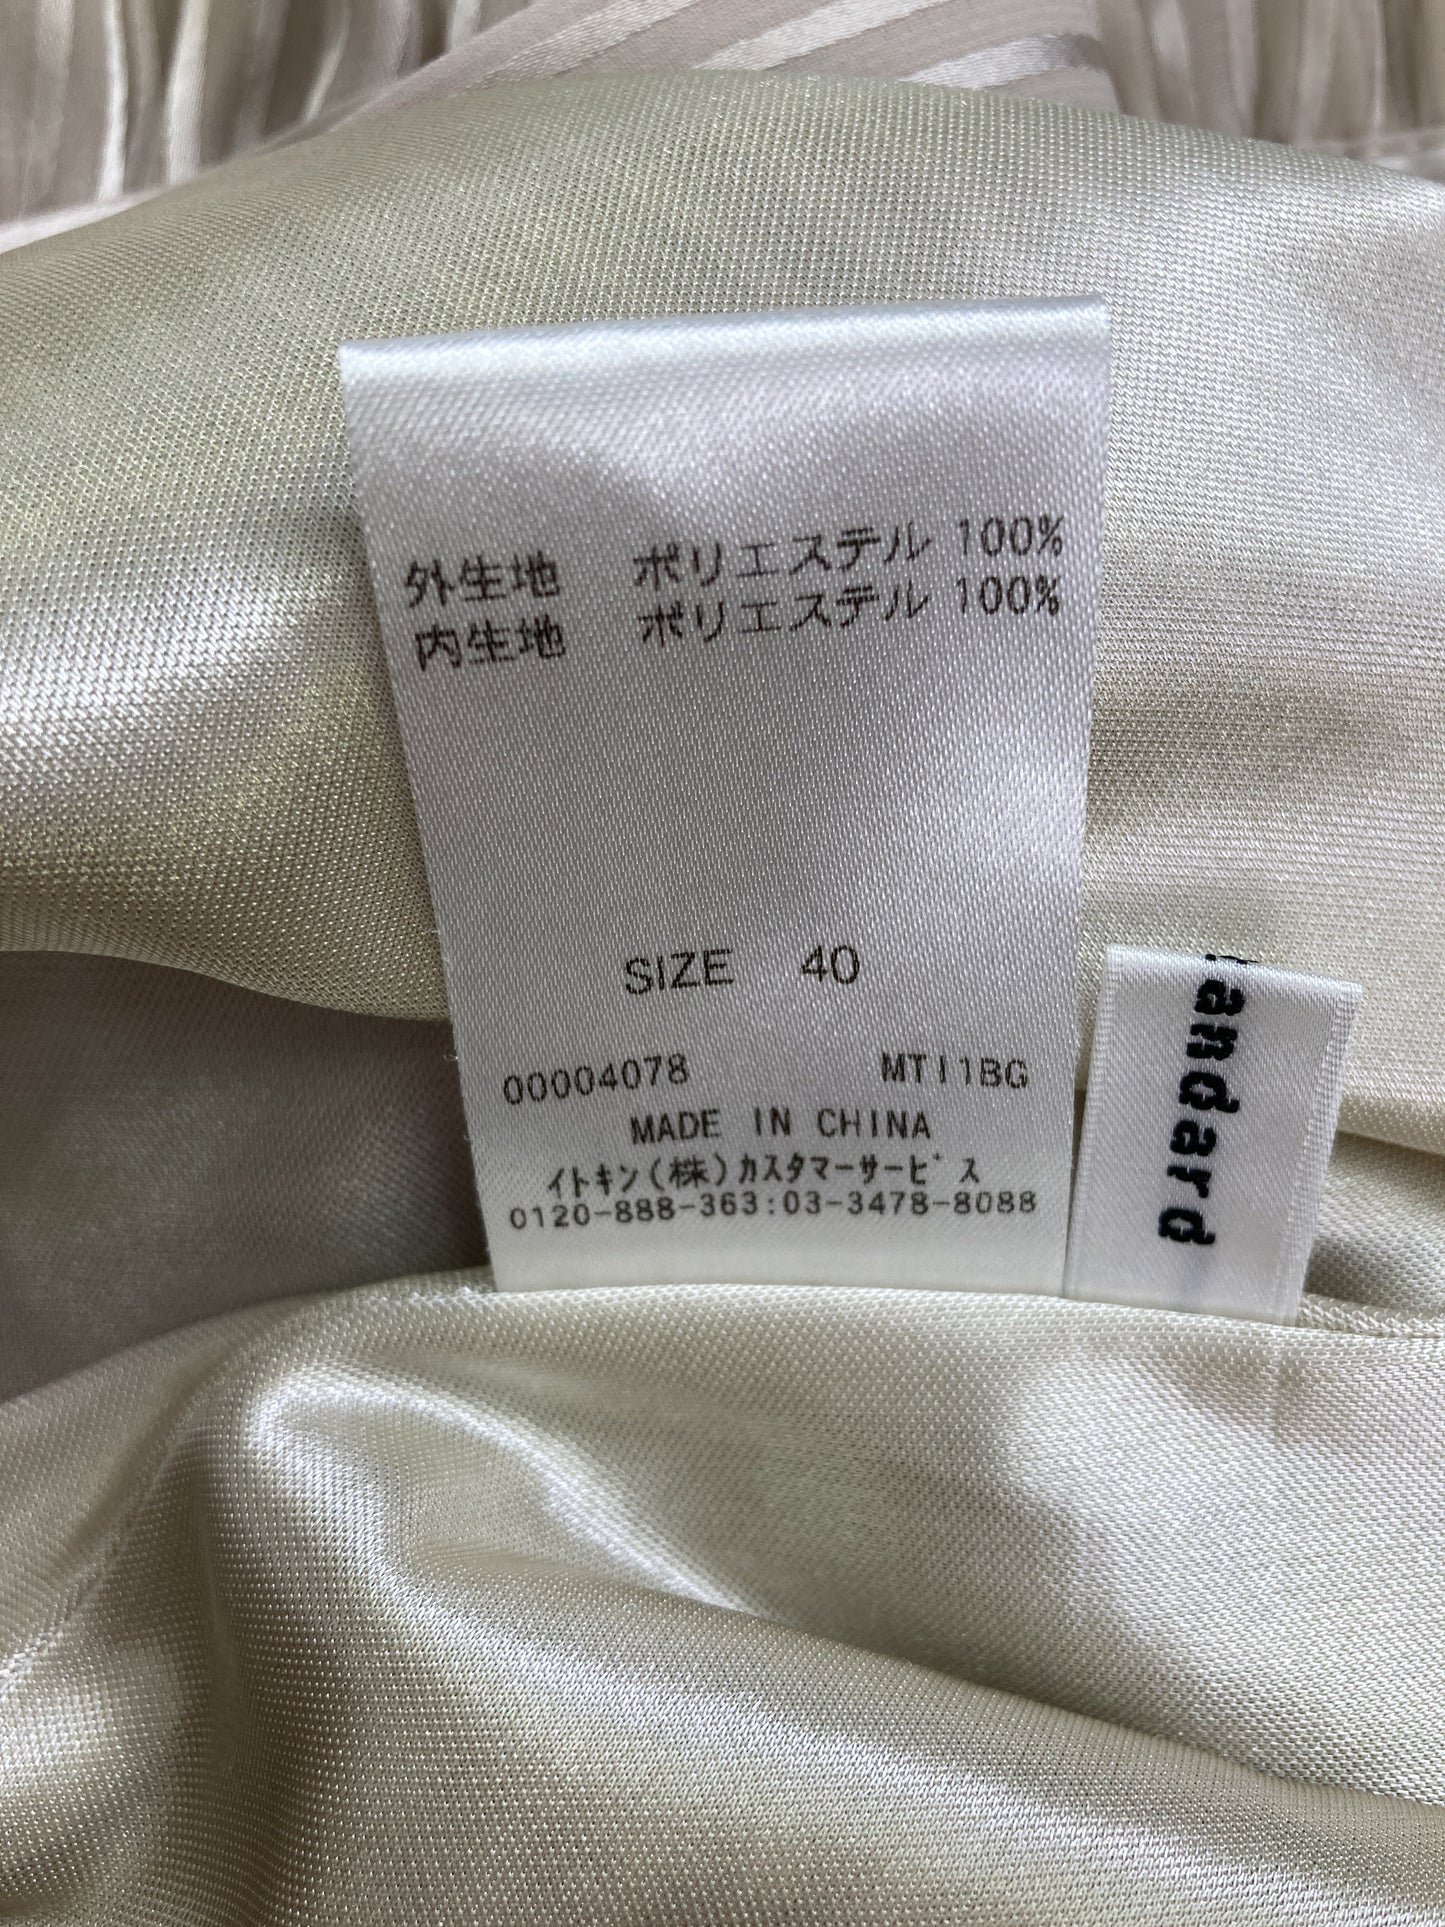 外生地 ポリエステル 100%
内生地 ポリエステル 100%
SIZE 40
00004078 MTI1BG
MADE IN CHINA
イトキン(株)カスタマーサービス
0120-888-363:03-3478-8088
tandard